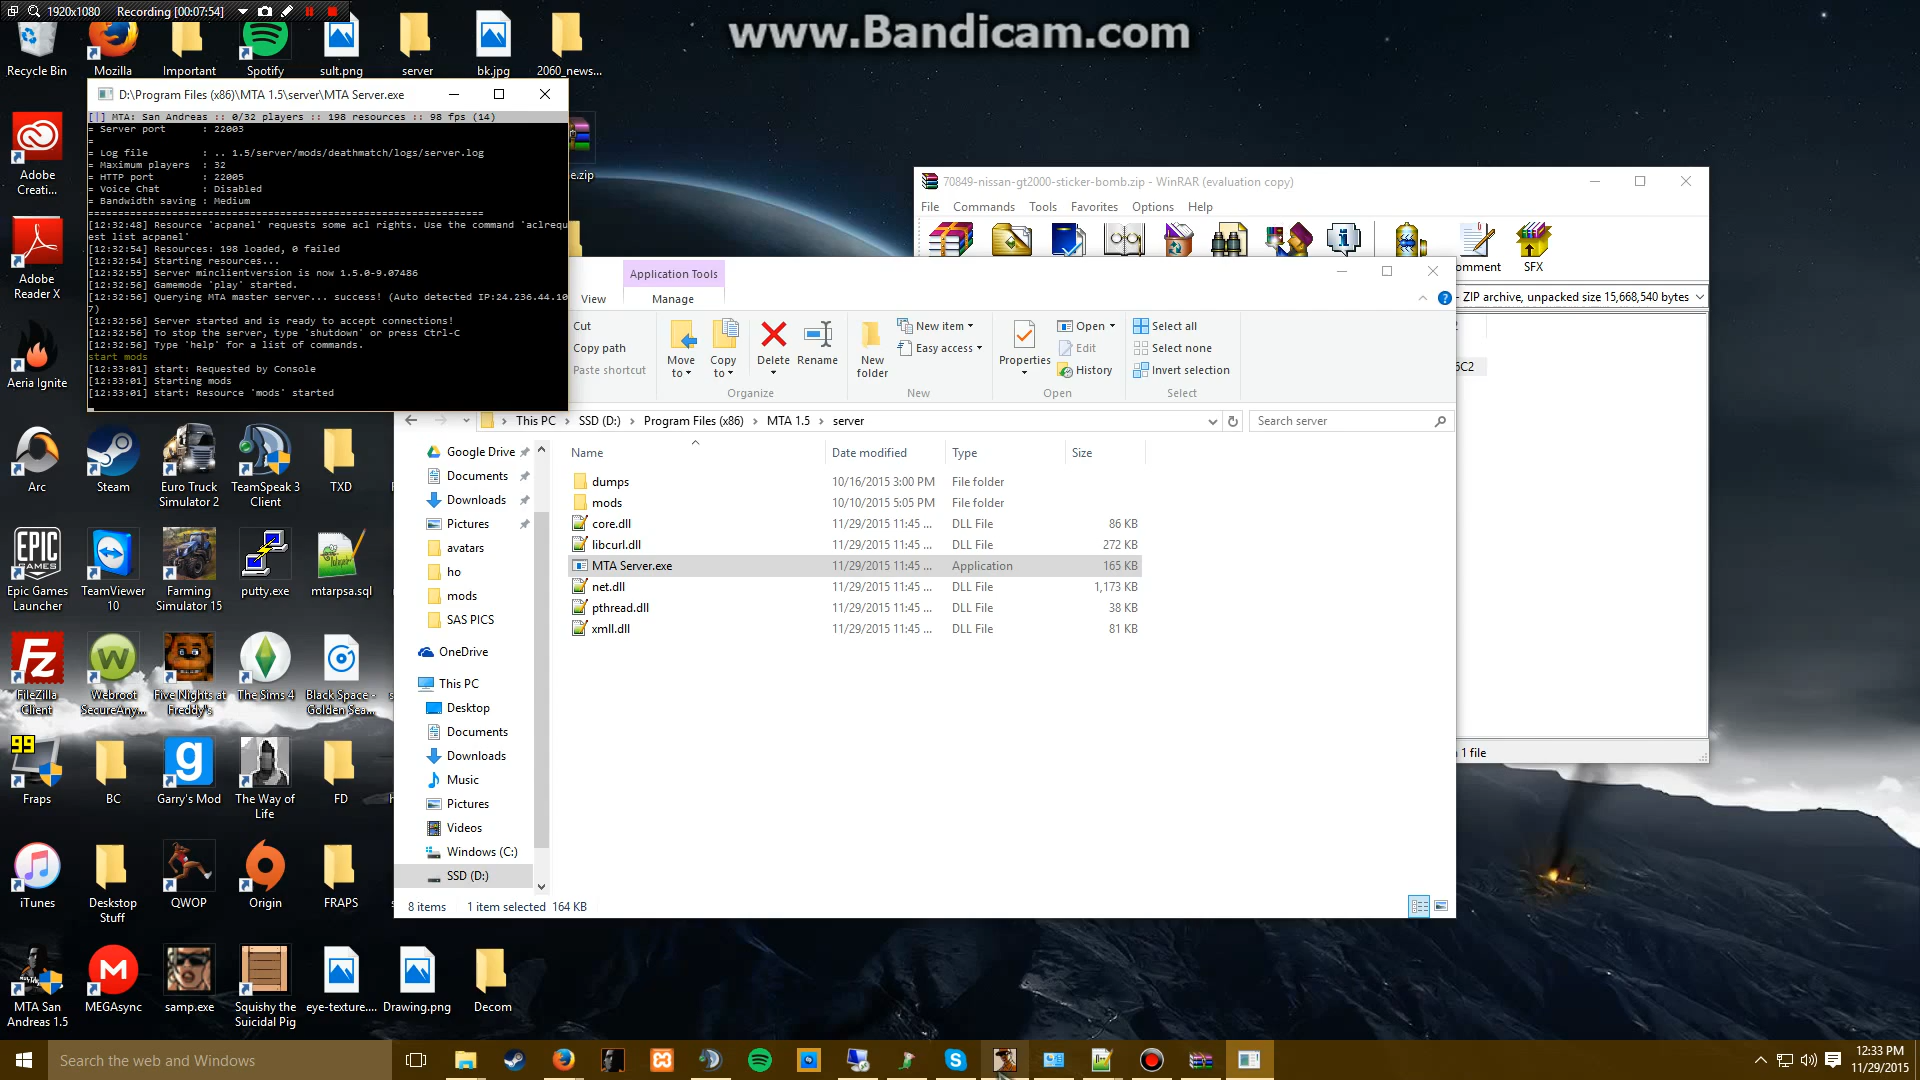 1920x1080 Recording [00:07:54]
www.Bandicam.com
Recycle Bin
Mozilla
Important
Spotify
sult.png
server
bk.jpg
2060_news...
D:\Program Files (x86)\MTA 1.5\server\MTA Server.exe
[|] MTA: San Andreas :: 0/32 players :: 198 resources :: 98 fps (14)
= Server port : 22003
=
= Log file : .. 1.5/server/mods/deathmatch/logs/server.log
= Maximum players : 32
= HTTP port : 22005
= Voice Chat : Disabled
= Bandwidth saving : Medium
==================================================================
[12:32:48] Resource 'acpanel' requests some acl rights. Use the command 'aclrequ
est list acpanel'
[12:32:54] Resources: 198 loaded, 0 failed
[12:32:54] Starting resources...
[12:32:55] Server minclientversion is now 1.5.0-9.07486
[12:32:56] Gamemode 'play' started.
[12:32:56] Querying MTA master server... success! (Auto detected IP:24.236.44.10
7)
[12:32:56] Server started and is ready to accept connections!
[12:32:56] To stop the server, type 'shutdown' or press Ctrl-C
[12:32:56] Type 'help' for a list of commands.
start mods
[12:33:01] start: Requested by Console
[12:33:01] Starting mods
[12:33:01] start: Resource 'mods' started
e.zip
70849-nissan-gt2000-sticker-bomb.zip - WinRAR (evaluation copy)
File Commands Tools Favorites Options Help
omment SFX
- ZIP archive, unpacked size 15,668,540 bytes
6C2
1 file
Application Tools
View Manage
Cut
Copy path
Paste shortcut
Move to
Copy to
Delete
Rename
Organize
New folder
New item
Easy access
New
Properties
Open
Edit
History
Open
Select all
Select none
Invert selection
Select
This PC > SSD (D:) > Program Files (x86) > MTA 1.5 > server
Search server
Name Date modified Type Size
dumps 10/16/2015 3:00 PM File folder
mods 10/10/2015 5:05 PM File folder
core.dll 11/29/2015 11:45 ... DLL File 86 KB
libcurl.dll 11/29/2015 11:45 ... DLL File 272 KB
MTA Server.exe 11/29/2015 11:45 ... Application 165 KB
net.dll 11/29/2015 11:45 ... DLL File 1,173 KB
pthread.dll 11/29/2015 11:45 ... DLL File 38 KB
xmll.dll 11/29/2015 11:45 ... DLL File 81 KB
Google Drive
Documents
Downloads
Pictures
avatars
ho
mods
SAS PICS
OneDrive
This PC
Desktop
Documents
Downloads
Music
Pictures
Videos
Windows (C:)
SSD (D:)
8 items 1 item selected 164 KB
Adobe Creati...
Adobe Reader X
Aeria Ignite
Arc
Steam
Euro Truck Simulator 2
TeamSpeak 3 Client
TXD
EPIC GAMES
Epic Games Launcher
TeamViewer 10
Farming Simulator 15
putty.exe
mtarpsa.sql
FileZilla Client
Webroot SecureAny...
Five Nights at Freddy's
The Sims 4
Black Space - Golden Sea...
99
Fraps
BC
Garry's Mod
The Way of Life
FD
iTunes
Deskstop Stuff
QWOP
Origin
FRAPS
MTA San Andreas 1.5
MEGAsync
samp.exe
Squishy the Suicidal Pig
eye-texture....
Drawing.png
Decom
Search the web and Windows
12:33 PM
11/29/2015